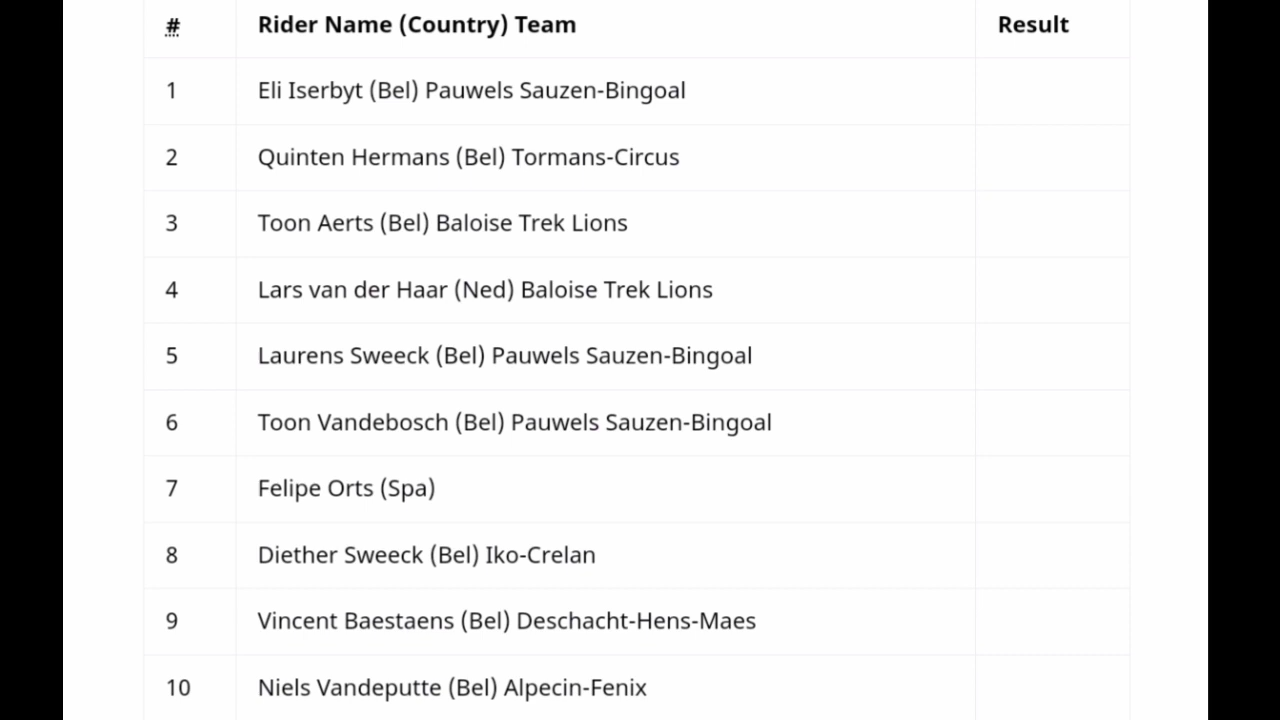 # Rider Name (Country) Team Result
1 Eli Iserbyt (Bel) Pauwels Sauzen-Bingoal
2 Quinten Hermans (Bel) Tormans-Circus
3 Toon Aerts (Bel) Baloise Trek Lions
4 Lars van der Haar (Ned) Baloise Trek Lions
5 Laurens Sweeck (Bel) Pauwels Sauzen-Bingoal
6 Toon Vandebosch (Bel) Pauwels Sauzen-Bingoal
7 Felipe Orts (Spa)
8 Diether Sweeck (Bel) Iko-Crelan
9 Vincent Baestaens (Bel) Deschacht-Hens-Maes
10 Niels Vandeputte (Bel) Alpecin-Fenix